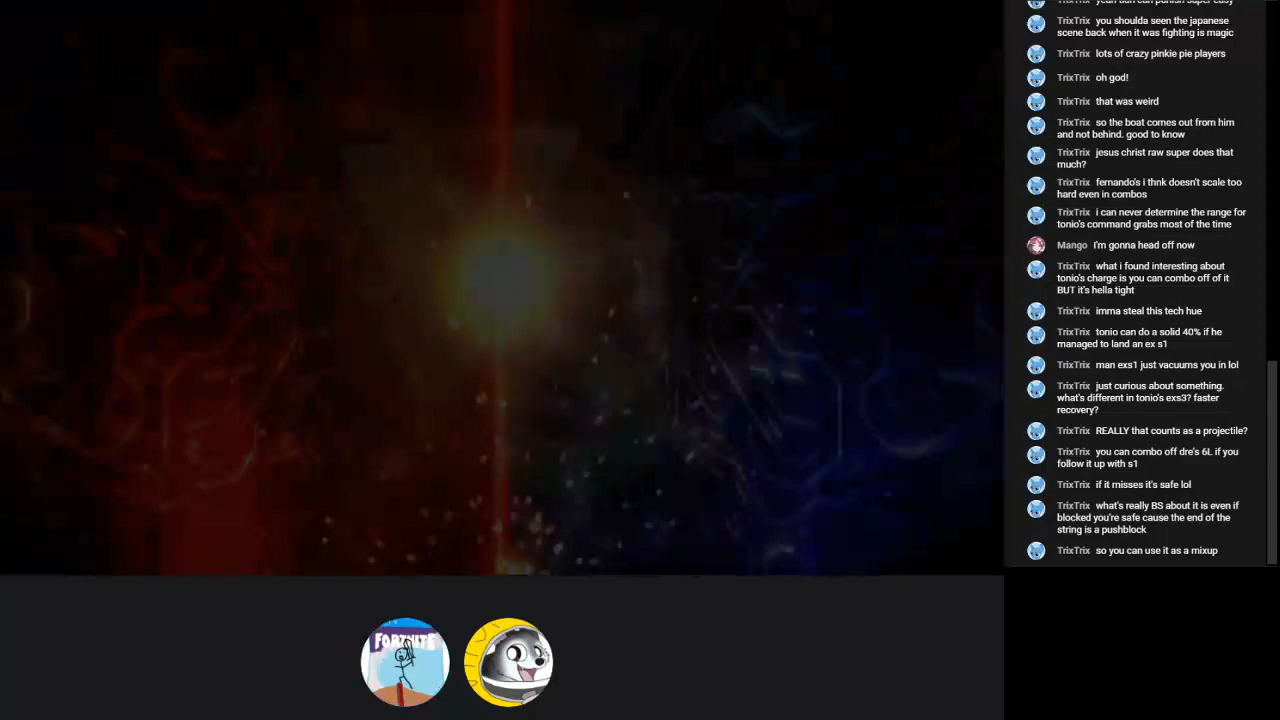 yeah tian can punish super easy
TrixTrix you shoulda seen the japanese
scene back when it was fighting is magic
TrixTrix lots of crazy pinkie pie players
TrixTrix oh god!
TrixTrix that was weird
TrixTrix so the boat comes out from him
and not behind. good to know
TrixTrix jesus christ raw super does that
much?
TrixTrix fernando's i thnk doesn't scale too
hard even in combos
TrixTrix i can never determine the range for
tonio's command grabs most of the time
Mango I'm gonna head off now
TrixTrix what i found interesting about
tonio's charge is you can combo off of it
BUT it's hella tight
TrixTrix imma steal this tech hue
TrixTrix tonio can do a solid 40% if he
managed to land an ex s1
TrixTrix man exs1 just vacuums you in lol
TrixTrix just curious about something.
what's different in tonio's exs3? faster
recovery?
TrixTrix REALLY that counts as a projectile?
TrixTrix you can combo off dre's 6L if you
follow it up with s1
TrixTrix if it misses it's safe lol
TrixTrix what's really BS about it is even if
blocked you're safe cause the end of the
string is a pushblock
TrixTrix so you can use it as a mixup
FORTNITE